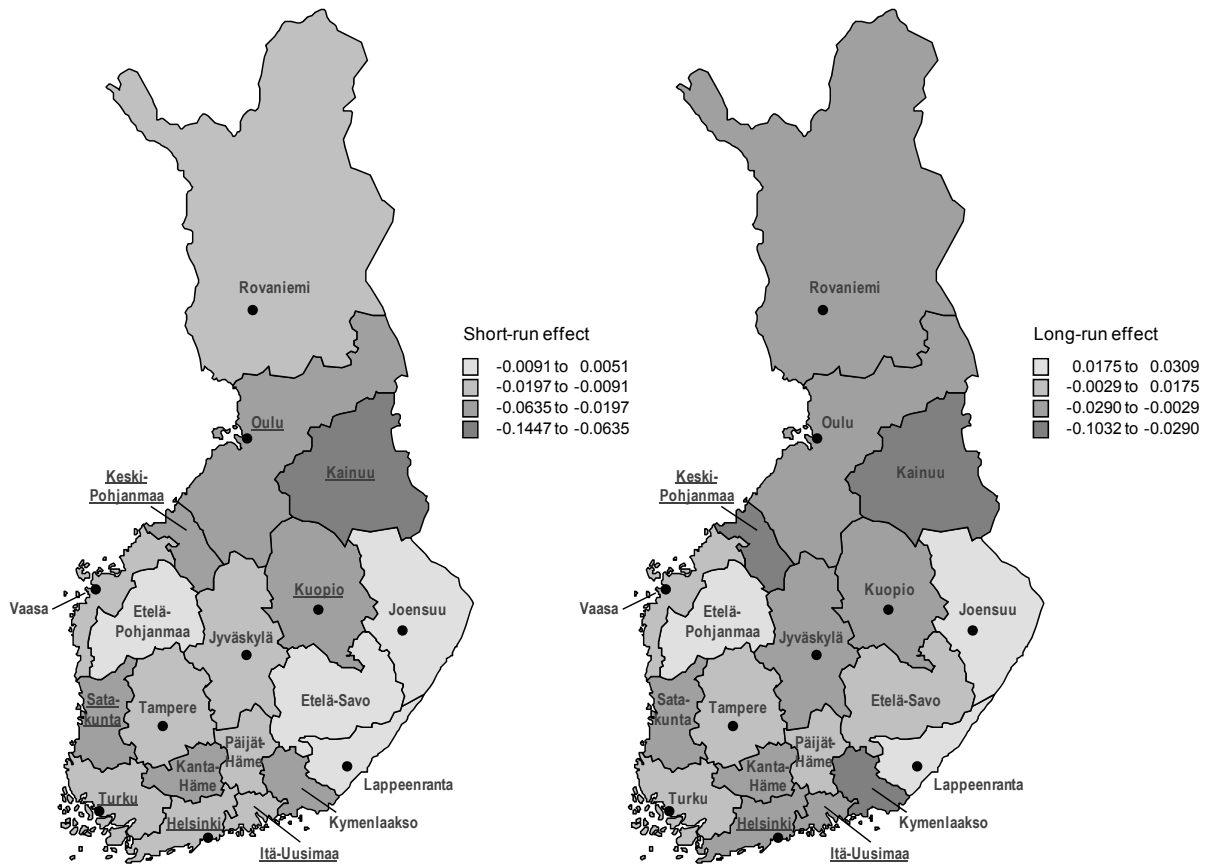 Rovaniemi
Short-run effect
-0.0091 to 0.0051
-0.0197 to -0.0091
-0.0635 to -0.0197
-0.1447 to -0.0635
Oulu
Kainuu
Keski-
Pohjanmaa
Vaasa
Etelä-
Pohjanmaa
Kuopio
Joensuu
Jyväskylä
Sata-
kunta
Tampere
Etelä-Savo
Päijät-
Häme
Kanta-
Häme
Lappeenranta
Turku
Helsinki
Kymenlaakso
Itä-Uusimaa
Rovaniemi
Long-run effect
0.0175 to 0.0309
-0.0029 to 0.0175
-0.0290 to -0.0029
-0.1032 to -0.0290
Oulu
Kainuu
Keski-
Pohjanmaa
Vaasa
Etelä-
Pohjanmaa
Kuopio
Joensuu
Jyväskylä
Sata-
kunta
Tampere
Etelä-Savo
Päijät-
Häme
Kanta-
Häme
Lappeenranta
Turku
Helsinki
Kymenlaakso
Itä-Uusimaa